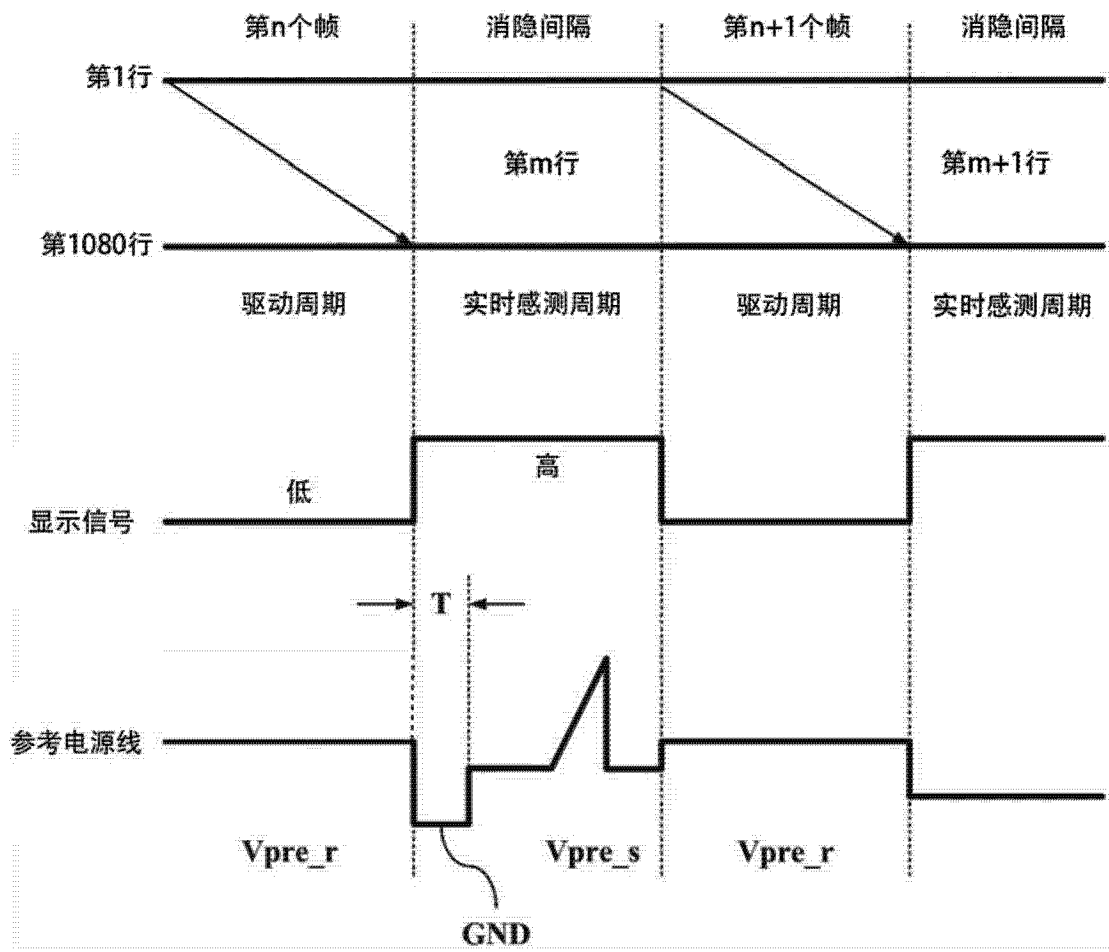 第n个帧 消隐间隔 第n+1个帧 消隐间隔
第1行
第m行 第m+1行
第1080行
驱动周期 实时感测周期 驱动周期 实时感测周期
高
低
显示信号
T
参考电源线
Vpre_r Vpre_s Vpre_r
GND